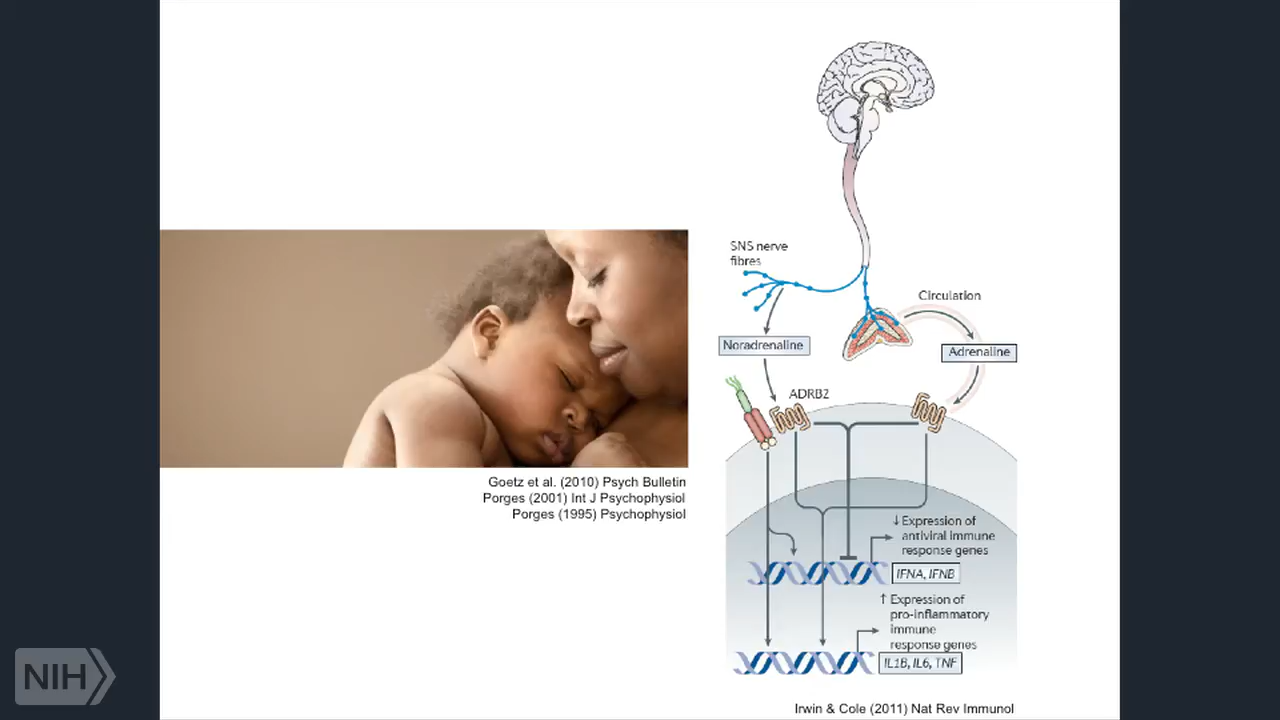 SNS nerve
fibres
Circulation
Noradrenaline
Adrenaline
ADRB2
Goetz et al. (2010) Psych Bulletin
Porges (2001) Int J Psychophysiol
Porges (1995) Psychophysiol
↓ Expression of
antiviral immune
response genes
IFNA, IFNB
↑ Expression of
pro-inflammatory
immune
response genes
IL1B, IL6, TNF
Irwin & Cole (2011) Nat Rev Immunol
NIH